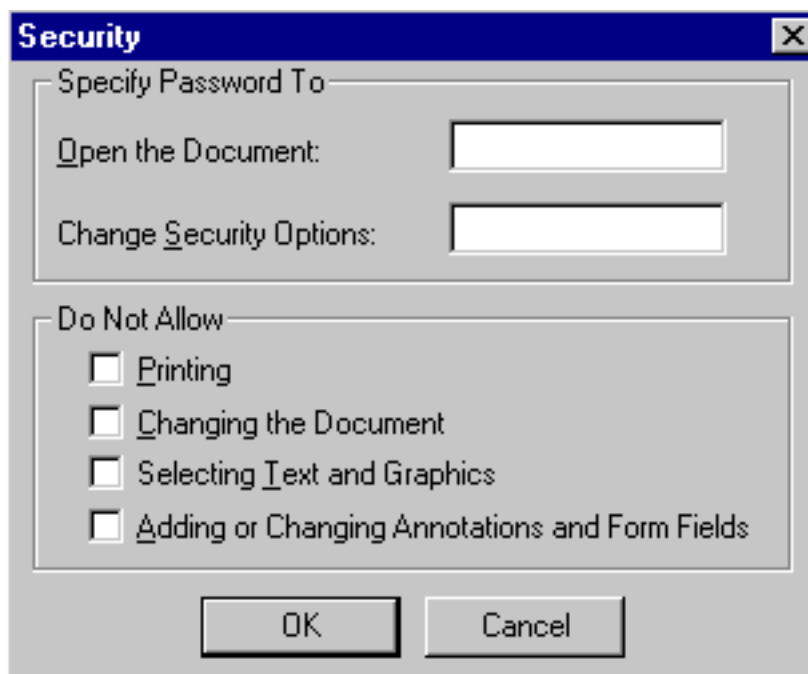 Security
Specify Password To
Open the Document:
Change Security Options:
Do Not Allow
Printing
Changing the Document
Selecting Text and Graphics
Adding or Changing Annotations and Form Fields
OK Cancel